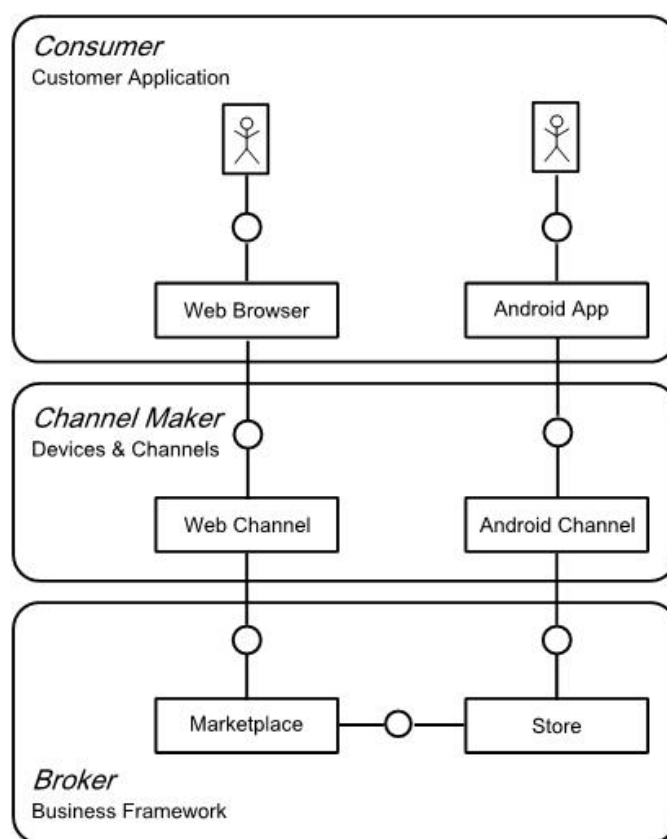 Consumer
Customer Application
Web Browser
Android App
Channel Maker
Devices & Channels
Web Channel
Android Channel
Marketplace
Store
Broker
Business Framework